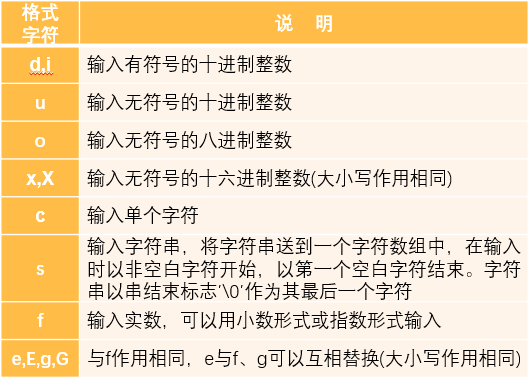 格式
字符
说 明
d,i
输入有符号的十进制整数
u
输入无符号的十进制整数
o
输入无符号的八进制整数
x,X
输入无符号的十六进制整数(大小写作用相同)
c
输入单个字符
s
输入字符串，将字符串送到一个字符数组中，在输入
时以非空白字符开始，以第一个空白字符结束。字符
串以串结束标志'\0'作为其最后一个字符
f
输入实数，可以用小数形式或指数形式输入
e,E,g,G
与f作用相同，e与f、g可以互相替换(大小写作用相同)